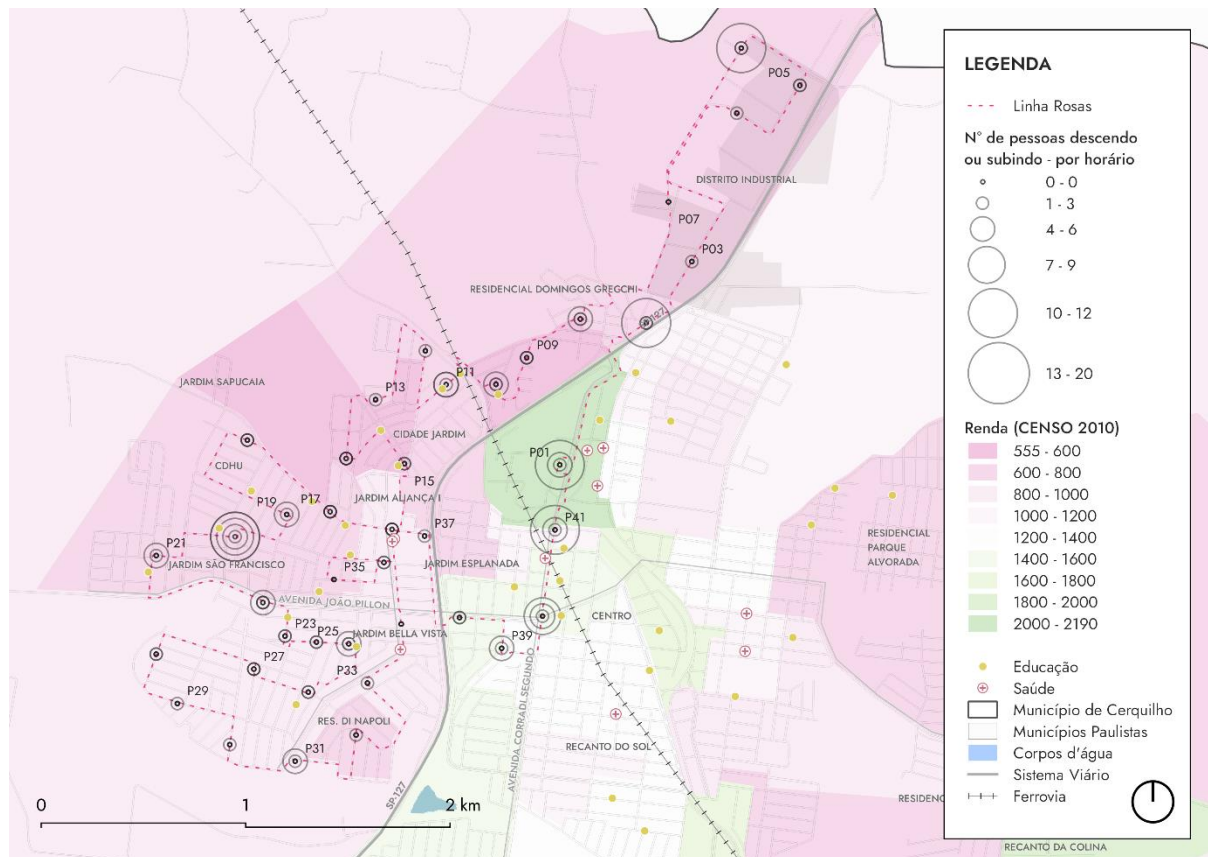 P05
DISTRITO INDUSTRIAL
P07
P03
RESIDENCIAL DOMINGOS GREGCHI
P09
P11
JARDIM SAPUCAIA
P13
CIDADE JARDIM
P01
CDHU
P15
JARDIM ALIANÇA I
P19
P17
P37
P41
P21
JARDIM SÃO FRANCISCO
P35
JARDIM ESPLANADA
RESIDENCIAL
PARQUE
ALVORADA
AVENIDA JOÃO PILLON
CENTRO
P23
P25
JARDIM BELLA VISTA
P39
P27
P33
P29
RES. DI NAPOLI
P31
AVENIDA CORRADI SEGUNDO
RECANTO DO SOL
SP-127
0
1
2 km
RECANTO DA COLINA
LEGENDA
Linha Rosas
N° de pessoas descendo
ou subindo - por horário
0 - 0
1 - 3
4 - 6
7 - 9
10 - 12
13 - 20
Renda (CENSO 2010)
555 - 600
600 - 800
800 - 1000
1000 - 1200
1200 - 1400
1400 - 1600
1600 - 1800
1800 - 2000
2000 - 2190
Educação
Saúde
Município de Cerquilho
Municípios Paulistas
Corpos d'água
Sistema Viário
Ferrovia